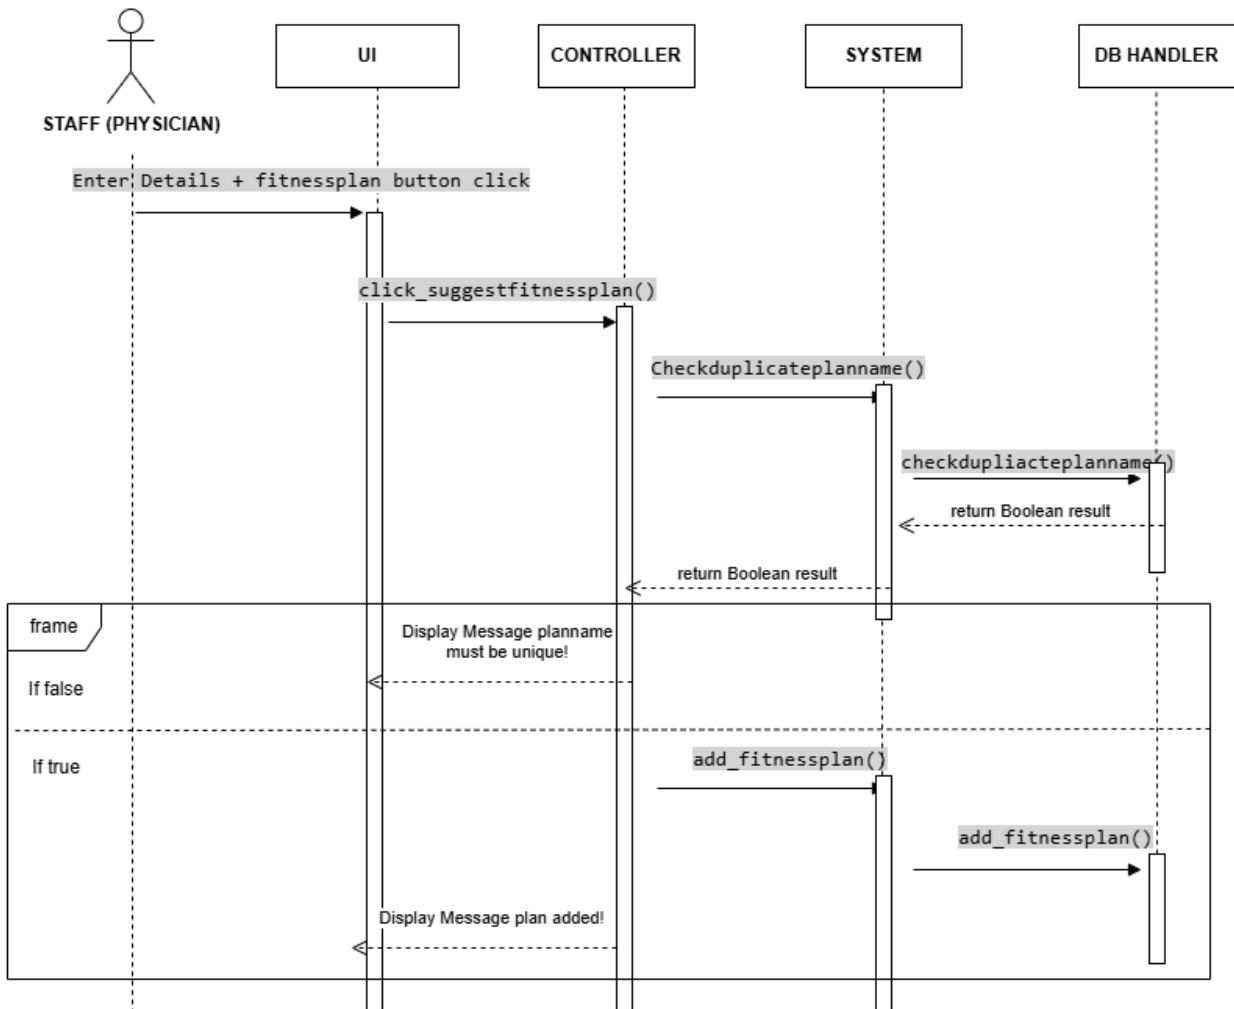 UI
CONTROLLER
SYSTEM
DB HANDLER
STAFF (PHYSICIAN)
Enter Details + fitnessplan button click
click_suggestfitnessplan()
Checkduplicateplanname()
checkdupliacteplanname()
return Boolean result
return Boolean result
frame
Display Message planname
must be unique!
If false
If true
add_fitnessplan()
add_fitnessplan()
Display Message plan added!